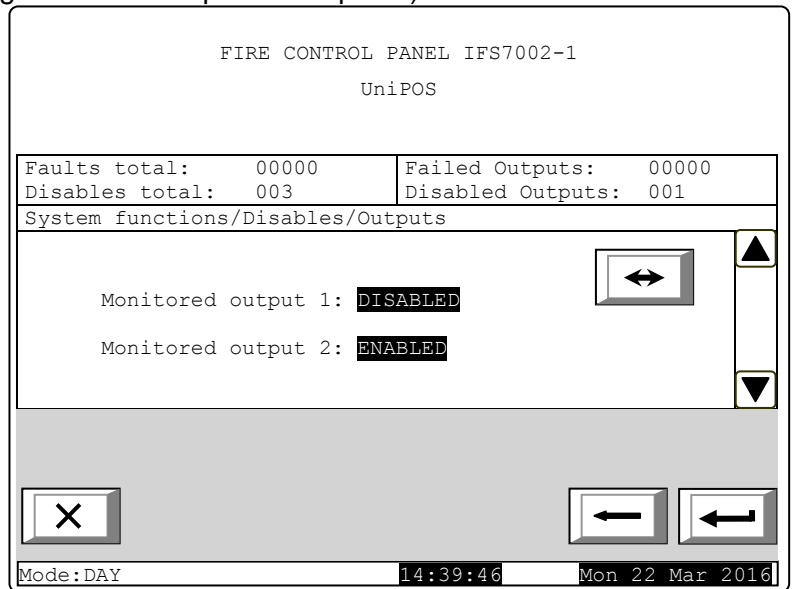 FIRE CONTROL PANEL IFS7002-1
UniPOS
Faults total: 00000 Failed Outputs: 00000
Disables total: 003 Disabled Outputs: 001
System functions/Disables/Outputs
Monitored output 1: DISABLED
Monitored output 2: ENABLED
Mode:DAY 14:39:46 Mon 22 Mar 2016